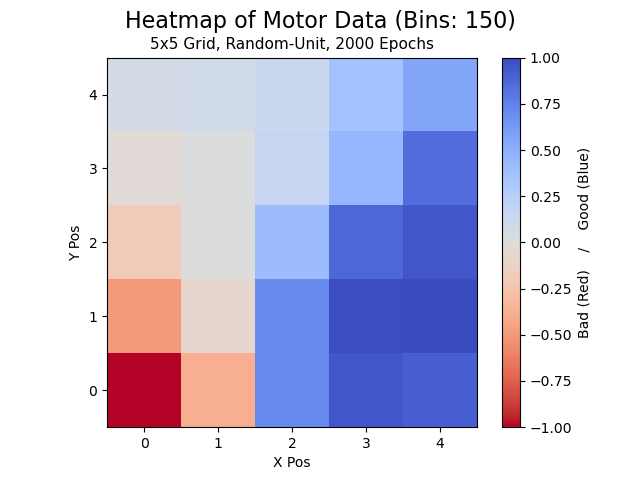 Heatmap of Motor Data (Bins: 150)
5x5 Grid, Random-Unit, 2000 Epochs
4
3
2
1
0
Y Pos
0 1 2 3 4
X Pos
1.00
0.75
0.50
0.25
0.00
−0.25
−0.50
−0.75
−1.00
Bad (Red) / Good (Blue)